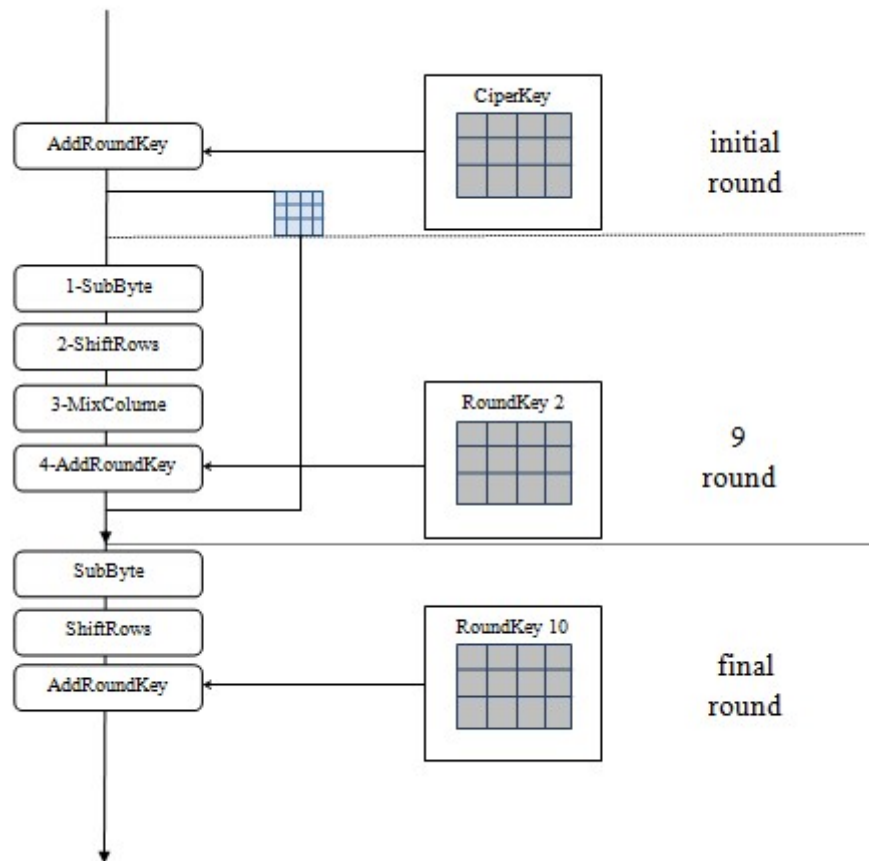 CiperKey
AddRoundKey
initial
round
1-SubByte
2-ShiftRows
3-MixColume
RoundKey 2
4-AddRoundKey
9
round
SubByte
ShiftRows
RoundKey 10
AddRoundKey
final
round